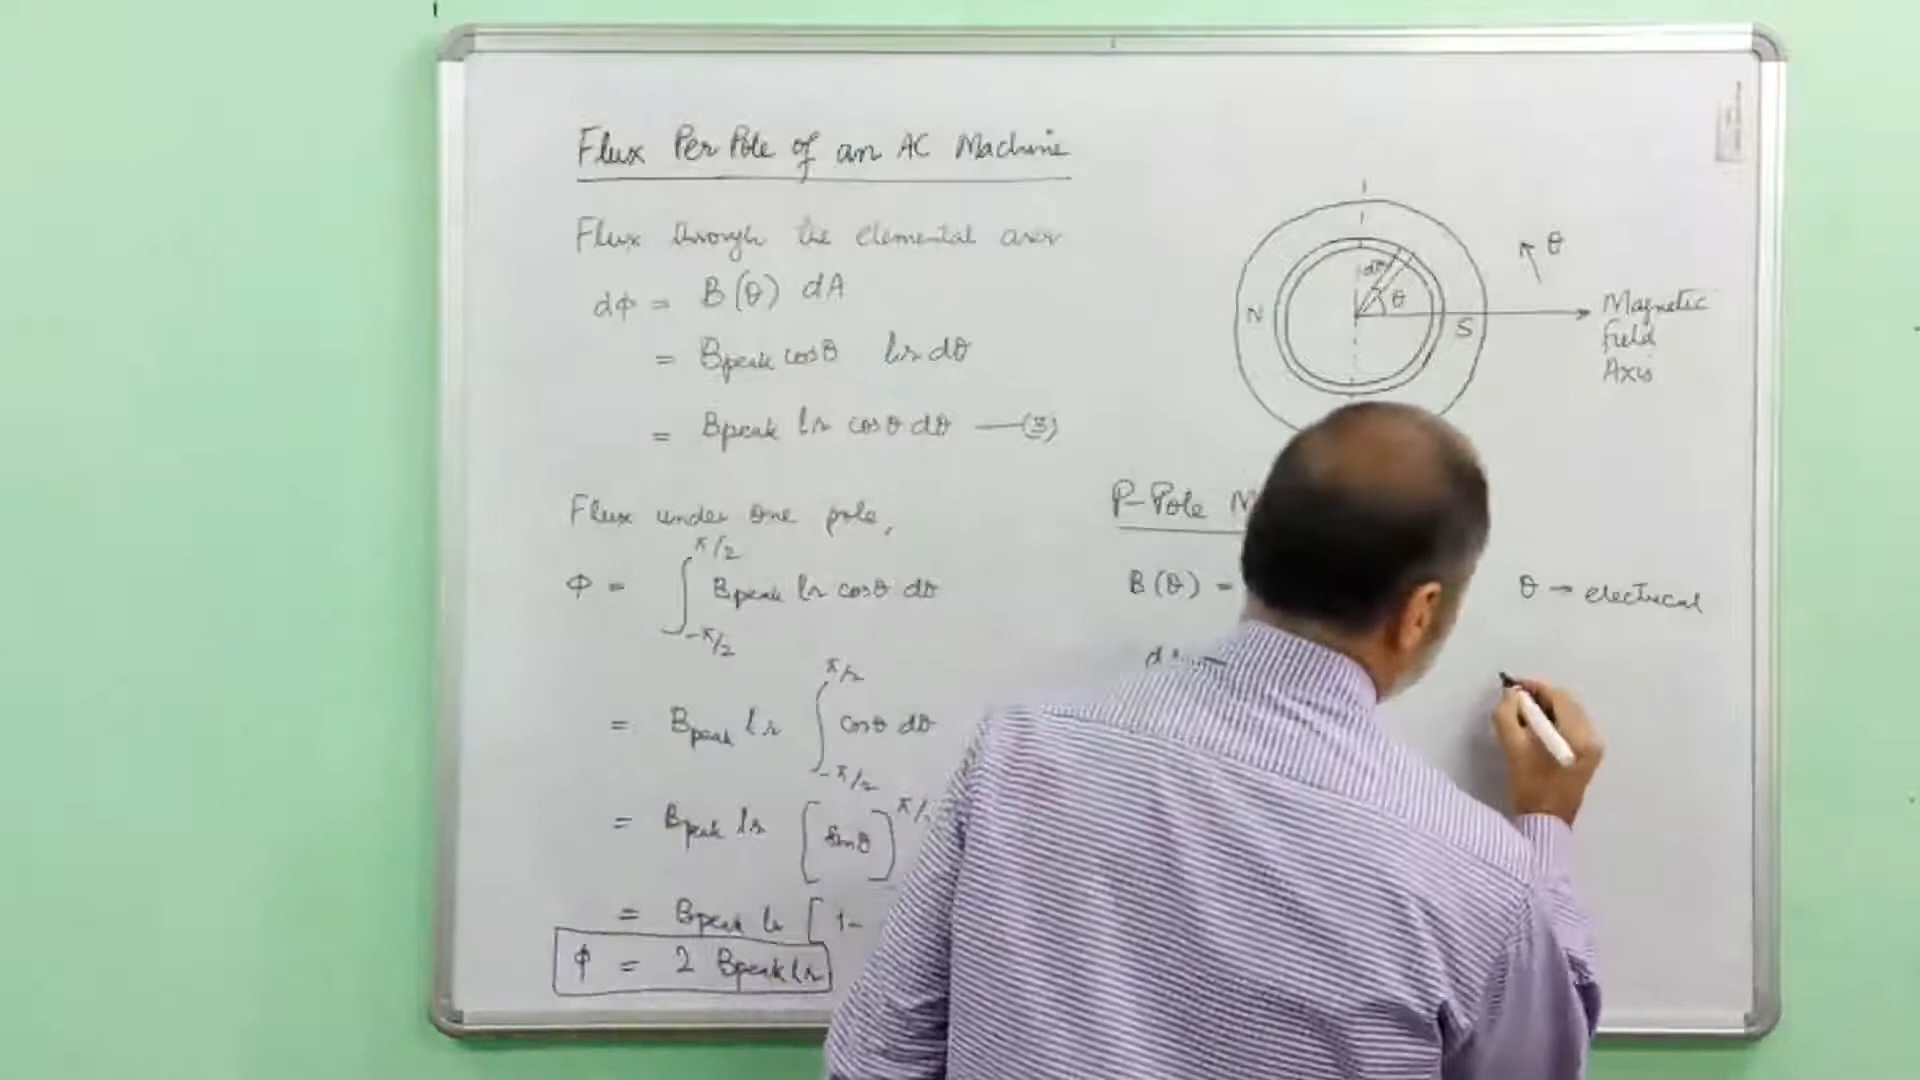 Flux Per Pole of an AC Machine
Flux through the elemental area
dΦ = B(θ) dA
= Bpeak cosθ lr dθ
= Bpeak lr cosθ dθ —(3)
Flux under one pole,
Φ = ∫ π/2 -π/2 Bpeak lr cosθ dθ
= Bpeak lr ∫ π/2 -π/2 cosθ dθ
= Bpeak lr [sinθ] π/
= Bpeak lr [1-
Φ = 2 Bpeak lr
θ
dθ
θ
N
S
Magnetic
Field
Axis
P-Pole M
B(θ) =
θ → electrical
d